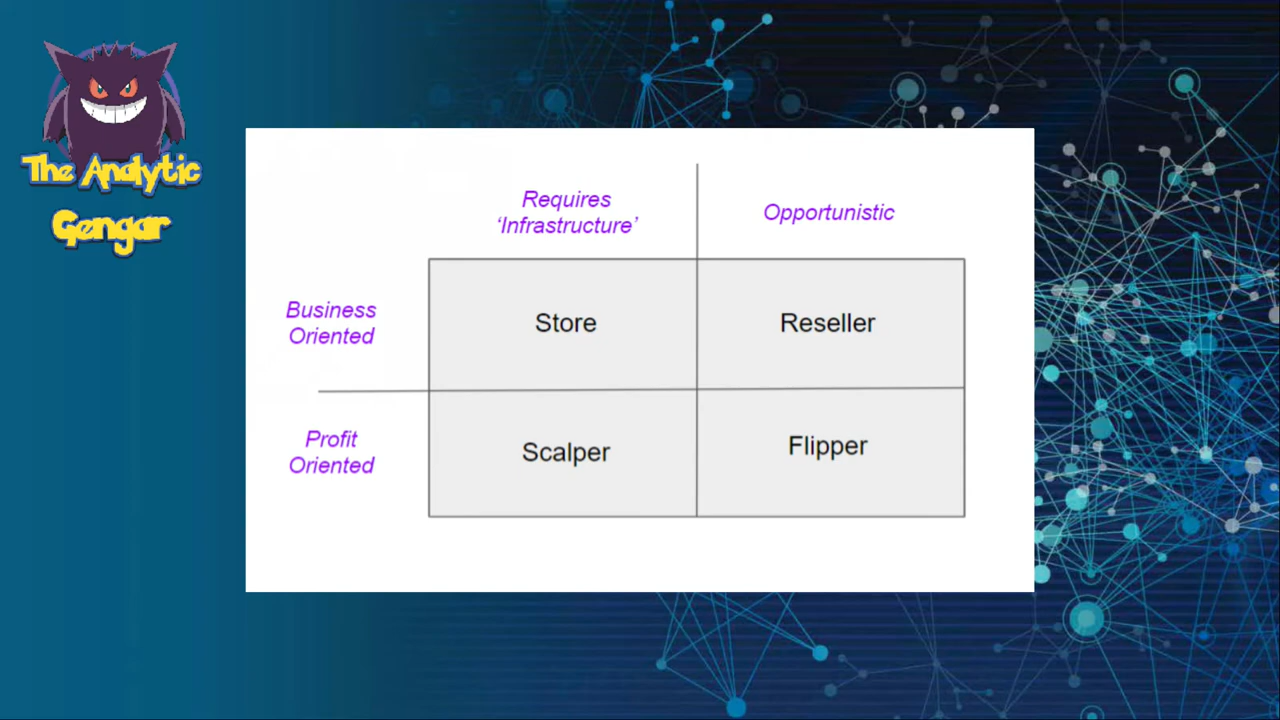 The Analytic
Gengar
Requires
‘Infrastructure’
Opportunistic
Business
Oriented
Store
Reseller
Profit
Oriented
Scalper
Flipper